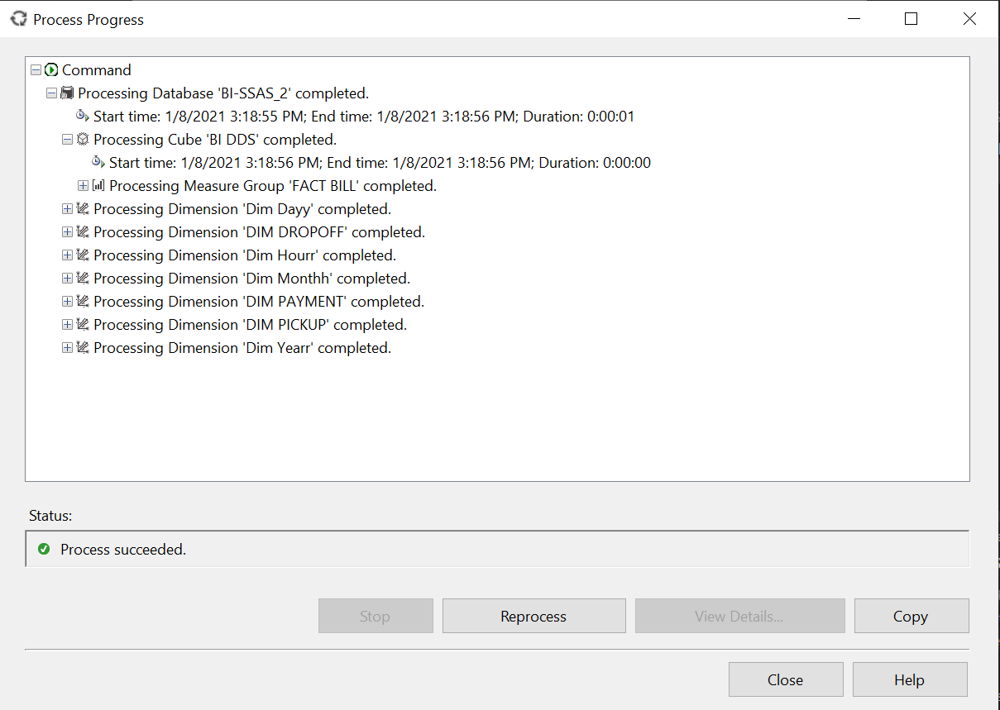 Process Progress
Command
Processing Database 'BI-SSAS_2' completed.
Start time: 1/8/2021 3:18:55 PM; End time: 1/8/2021 3:18:56 PM; Duration: 0:00:01
Processing Cube 'BI DDS' completed.
Start time: 1/8/2021 3:18:56 PM; End time: 1/8/2021 3:18:56 PM; Duration: 0:00:00
Processing Measure Group 'FACT BILL' completed.
Processing Dimension 'Dim Dayy' completed.
Processing Dimension 'DIM DROPOFF' completed.
Processing Dimension 'Dim Hourr' completed.
Processing Dimension 'Dim Monthh' completed.
Processing Dimension 'DIM PAYMENT' completed.
Processing Dimension 'DIM PICKUP' completed.
Processing Dimension 'Dim Yearr' completed.
Status:
Process succeeded.
Stop Reprocess View Details... Copy
Close Help